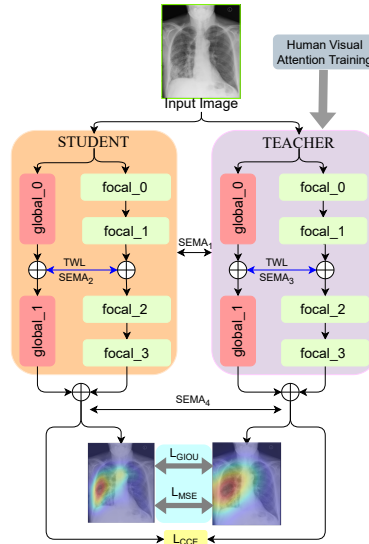 Human Visual
Attention Training
Input Image
STUDENT
TEACHER
global_0
focal_0
focal_1
TWL
SEMA2
global_1
focal_2
focal_3
SEMA1
global_0
focal_0
focal_1
TWL
SEMA3
global_1
focal_2
focal_3
SEMA4
LGIOU
LMSE
LCCE